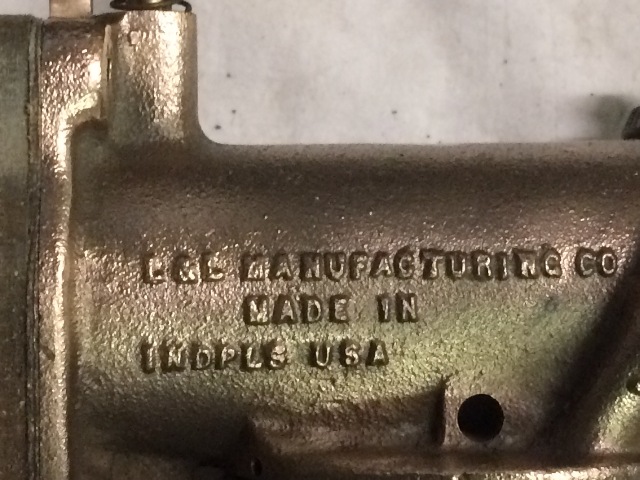 L&L MANUFACTURING CO
MADE IN
INDPLS USA